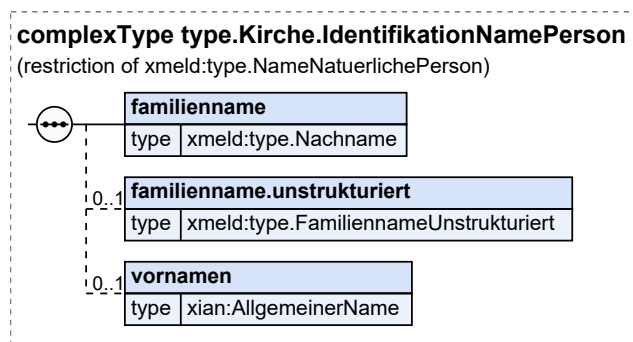 complexType type.Kirche.IdentifikationNamePerson
(restriction of xmeld:type.NameNatuerlichePerson)
familienname
type xmeld:type.Nachname
0..1 familienname.unstrukturiert
type xmeld:type.FamiliennameUnstrukturiert
0..1 vornamen
type xian:AllgemeinerName